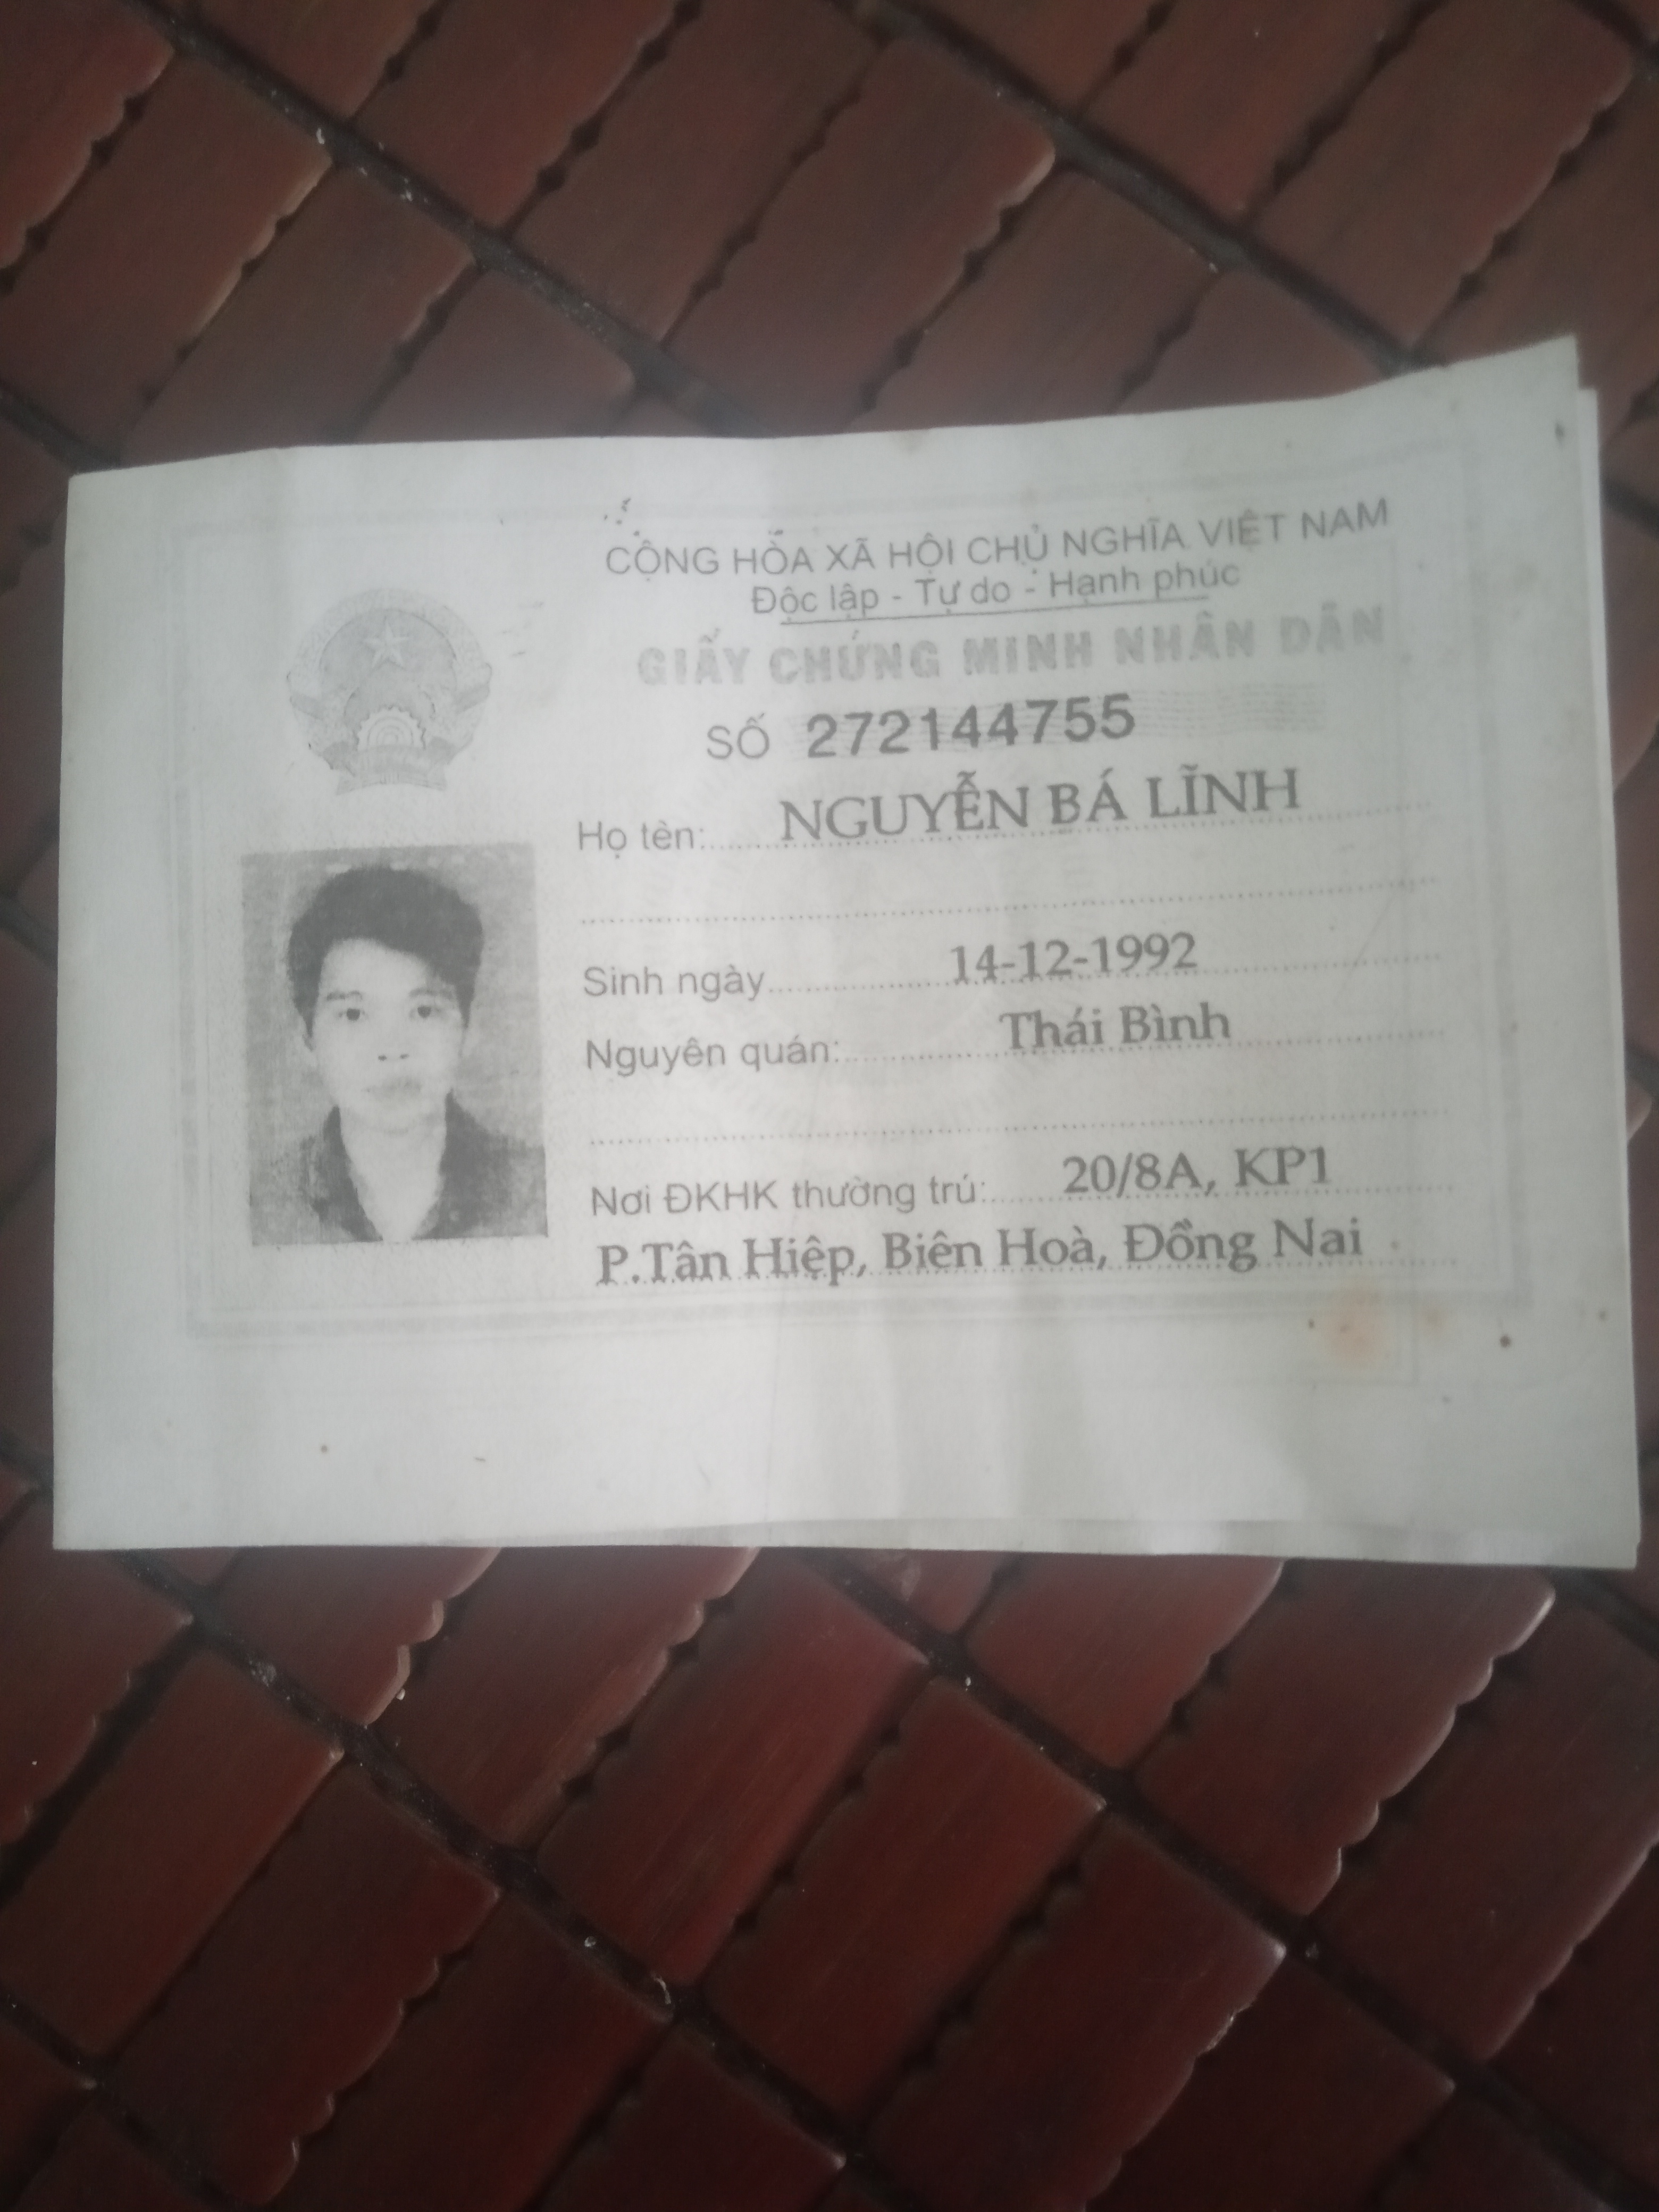 CỘNG HÒA XÃ HỘI CHỦ NGHĨA VIỆT NAM
Độc lập - Tự do - Hạnh phúc
GIẤY CHỨNG MINH NHÂN DÂN
SỐ 272144755
Họ tên: NGUYỄN BÁ LĨNH
Sinh ngày 14-12-1992
Nguyên quán: Thái Bình
Nơi ĐKHK thường trú: 20/8A, KP1
P.Tân Hiệp, Biên Hoà, Đồng Nai